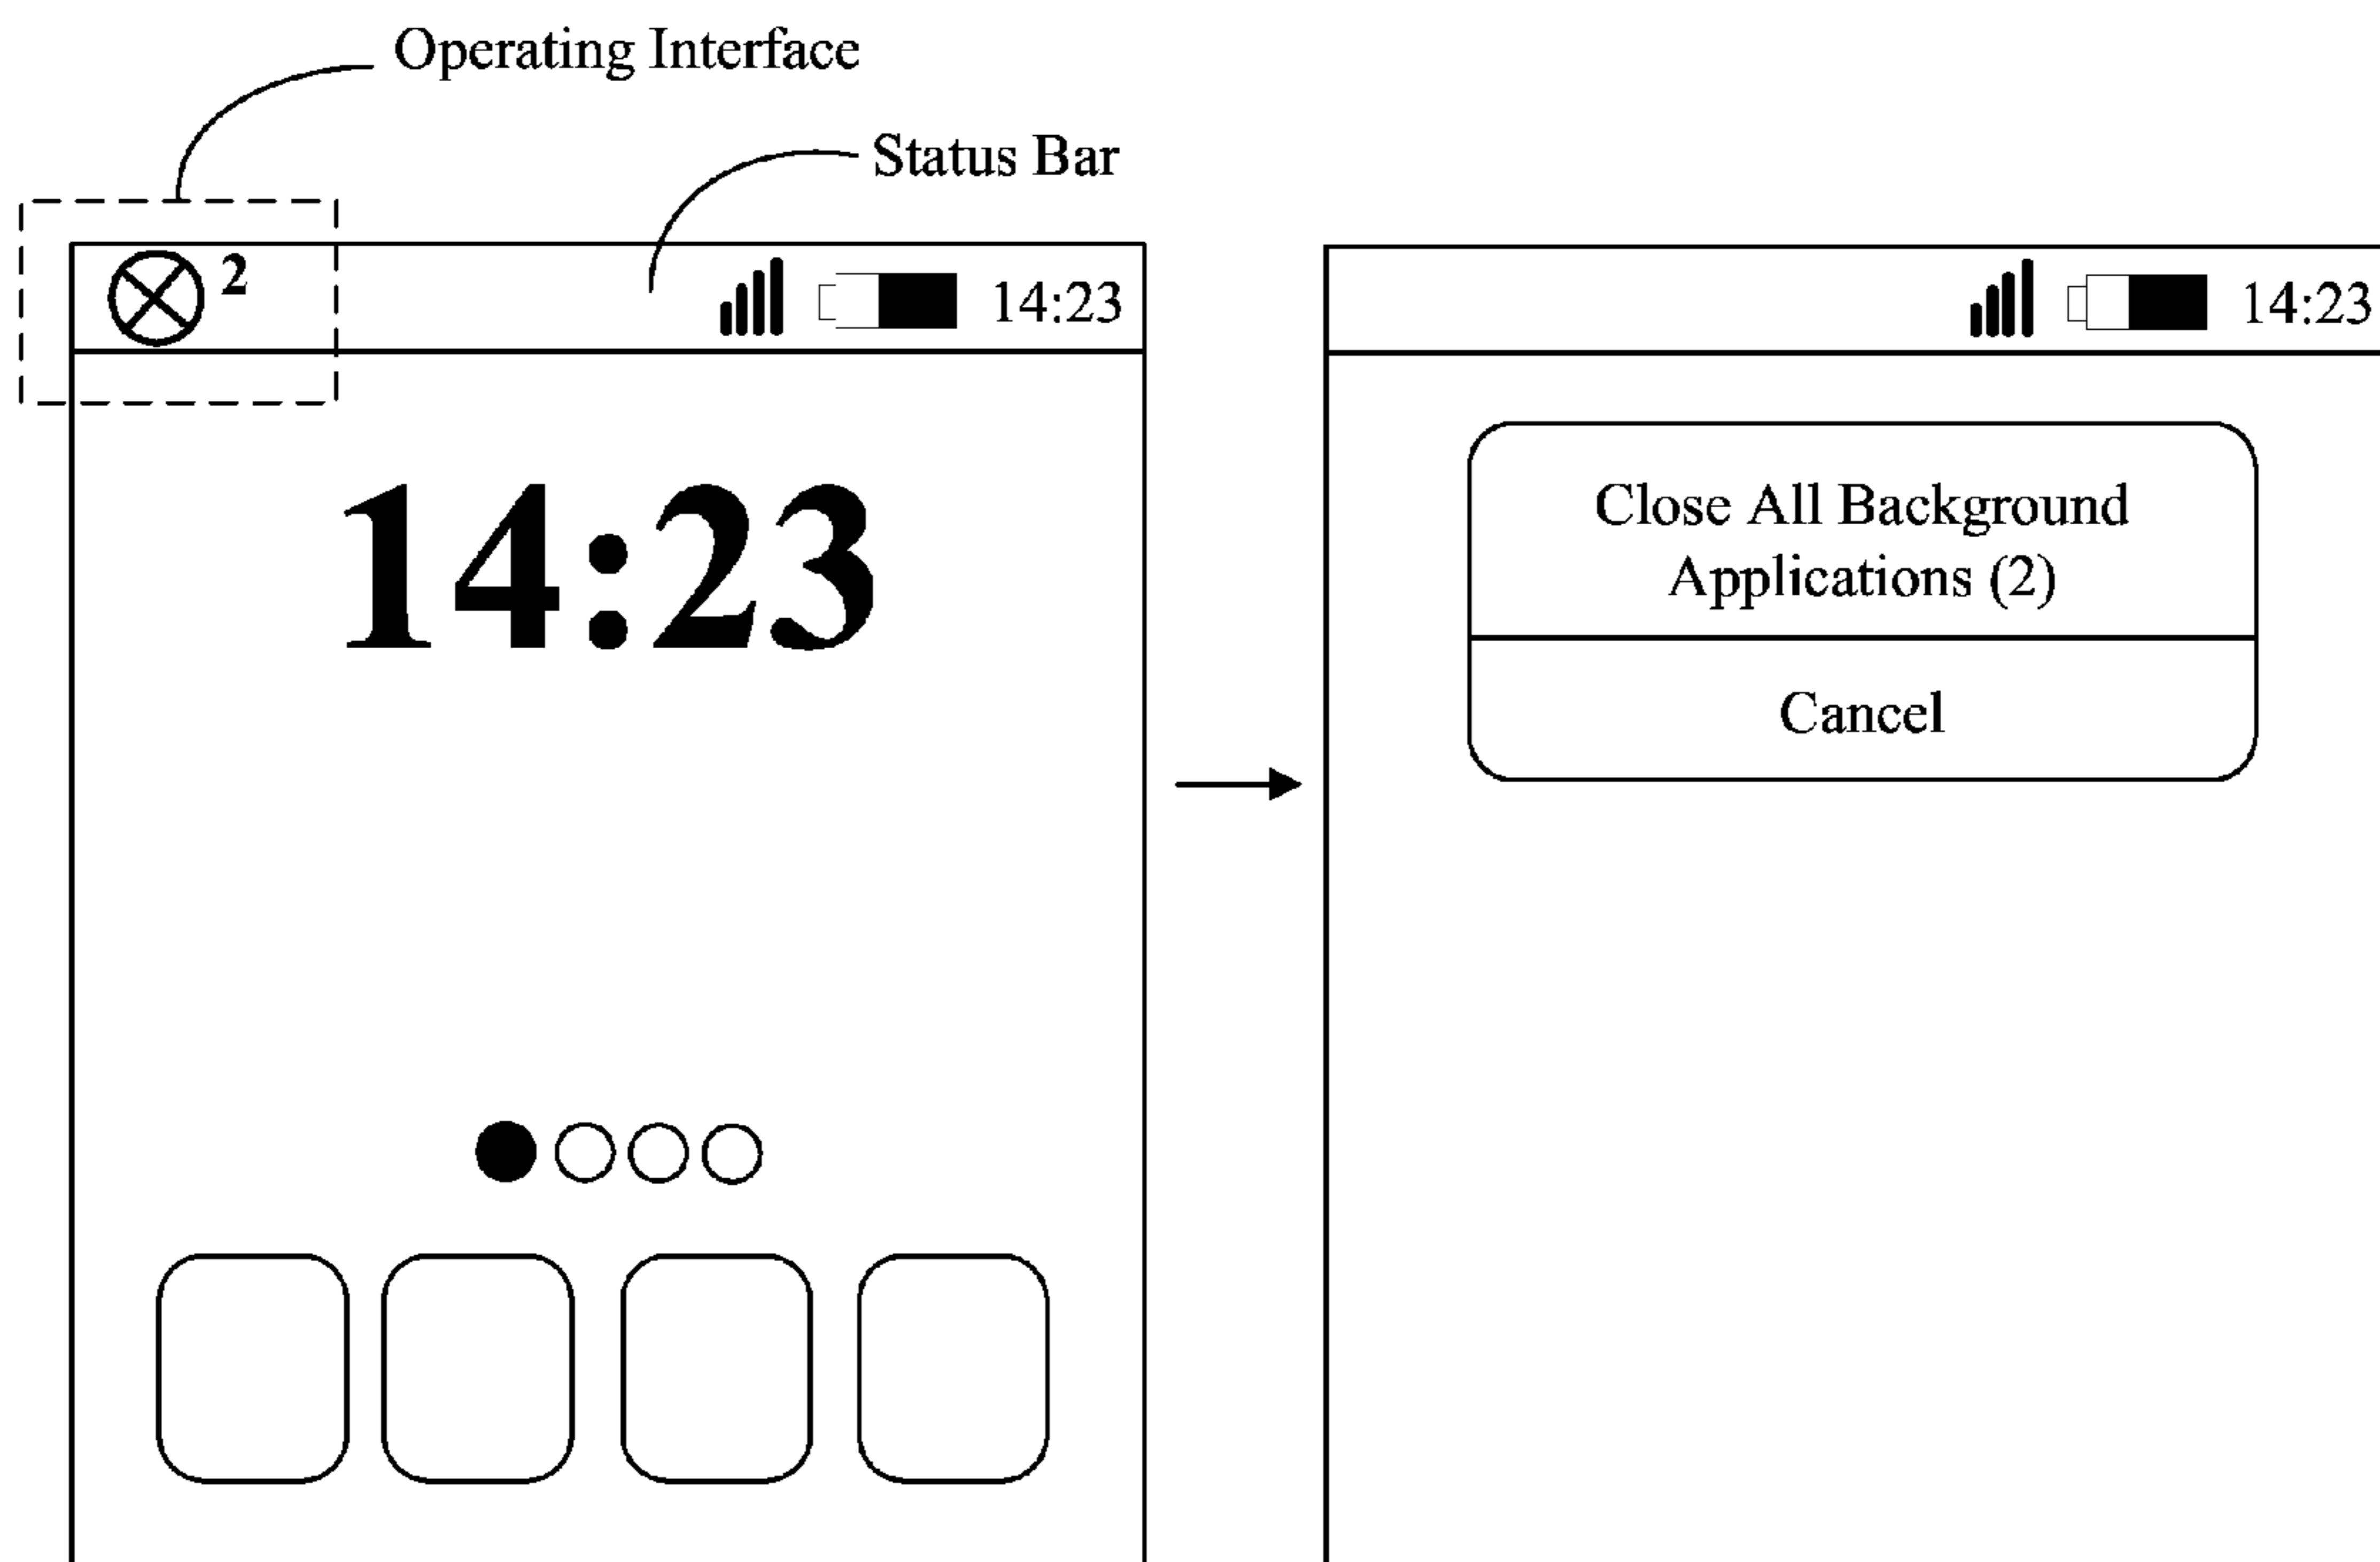 Operating Interface
Status Bar
2
14:23
14:23
14:23
Close All Background
Applications (2)
Cancel